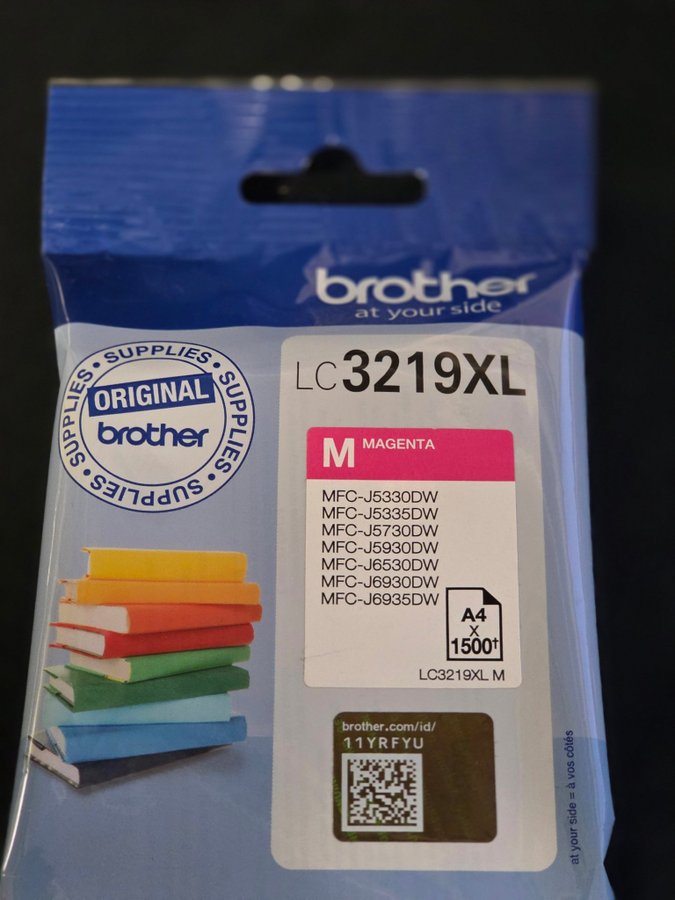 brother
at your side
LC3219XL
• SUPPLIES • SUPPLIES • SUPPLIES • SUPPLIES
ORIGINAL
brother
M MAGENTA
MFC-J5330DW
MFC-J5335DW
MFC-J5730DW
MFC-J5930DW
MFC-J6530DW
MFC-J6930DW
MFC-J6935DW
A4
x
1500†
LC3219XL M
brother.com/id/
11YRFYU
at your side = à vos côtés